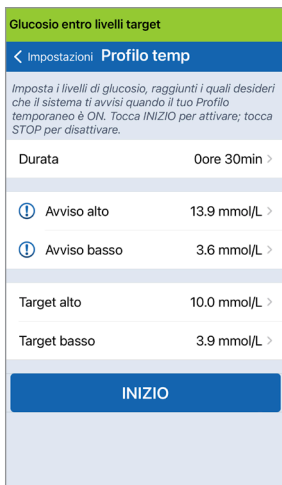 Glucosio entro livelli target
Impostazioni Profilo temp
Imposta i livelli di glucosio, raggiunti i quali desideri
che il sistema ti avvisi quando il tuo Profilo
temporaneo è ON. Tocca INIZIO per attivare; tocca
STOP per disattivare.
Durata 0ore 30min
Avviso alto 13.9 mmol/L
Avviso basso 3.6 mmol/L
Target alto 10.0 mmol/L
Target basso 3.9 mmol/L
INIZIO